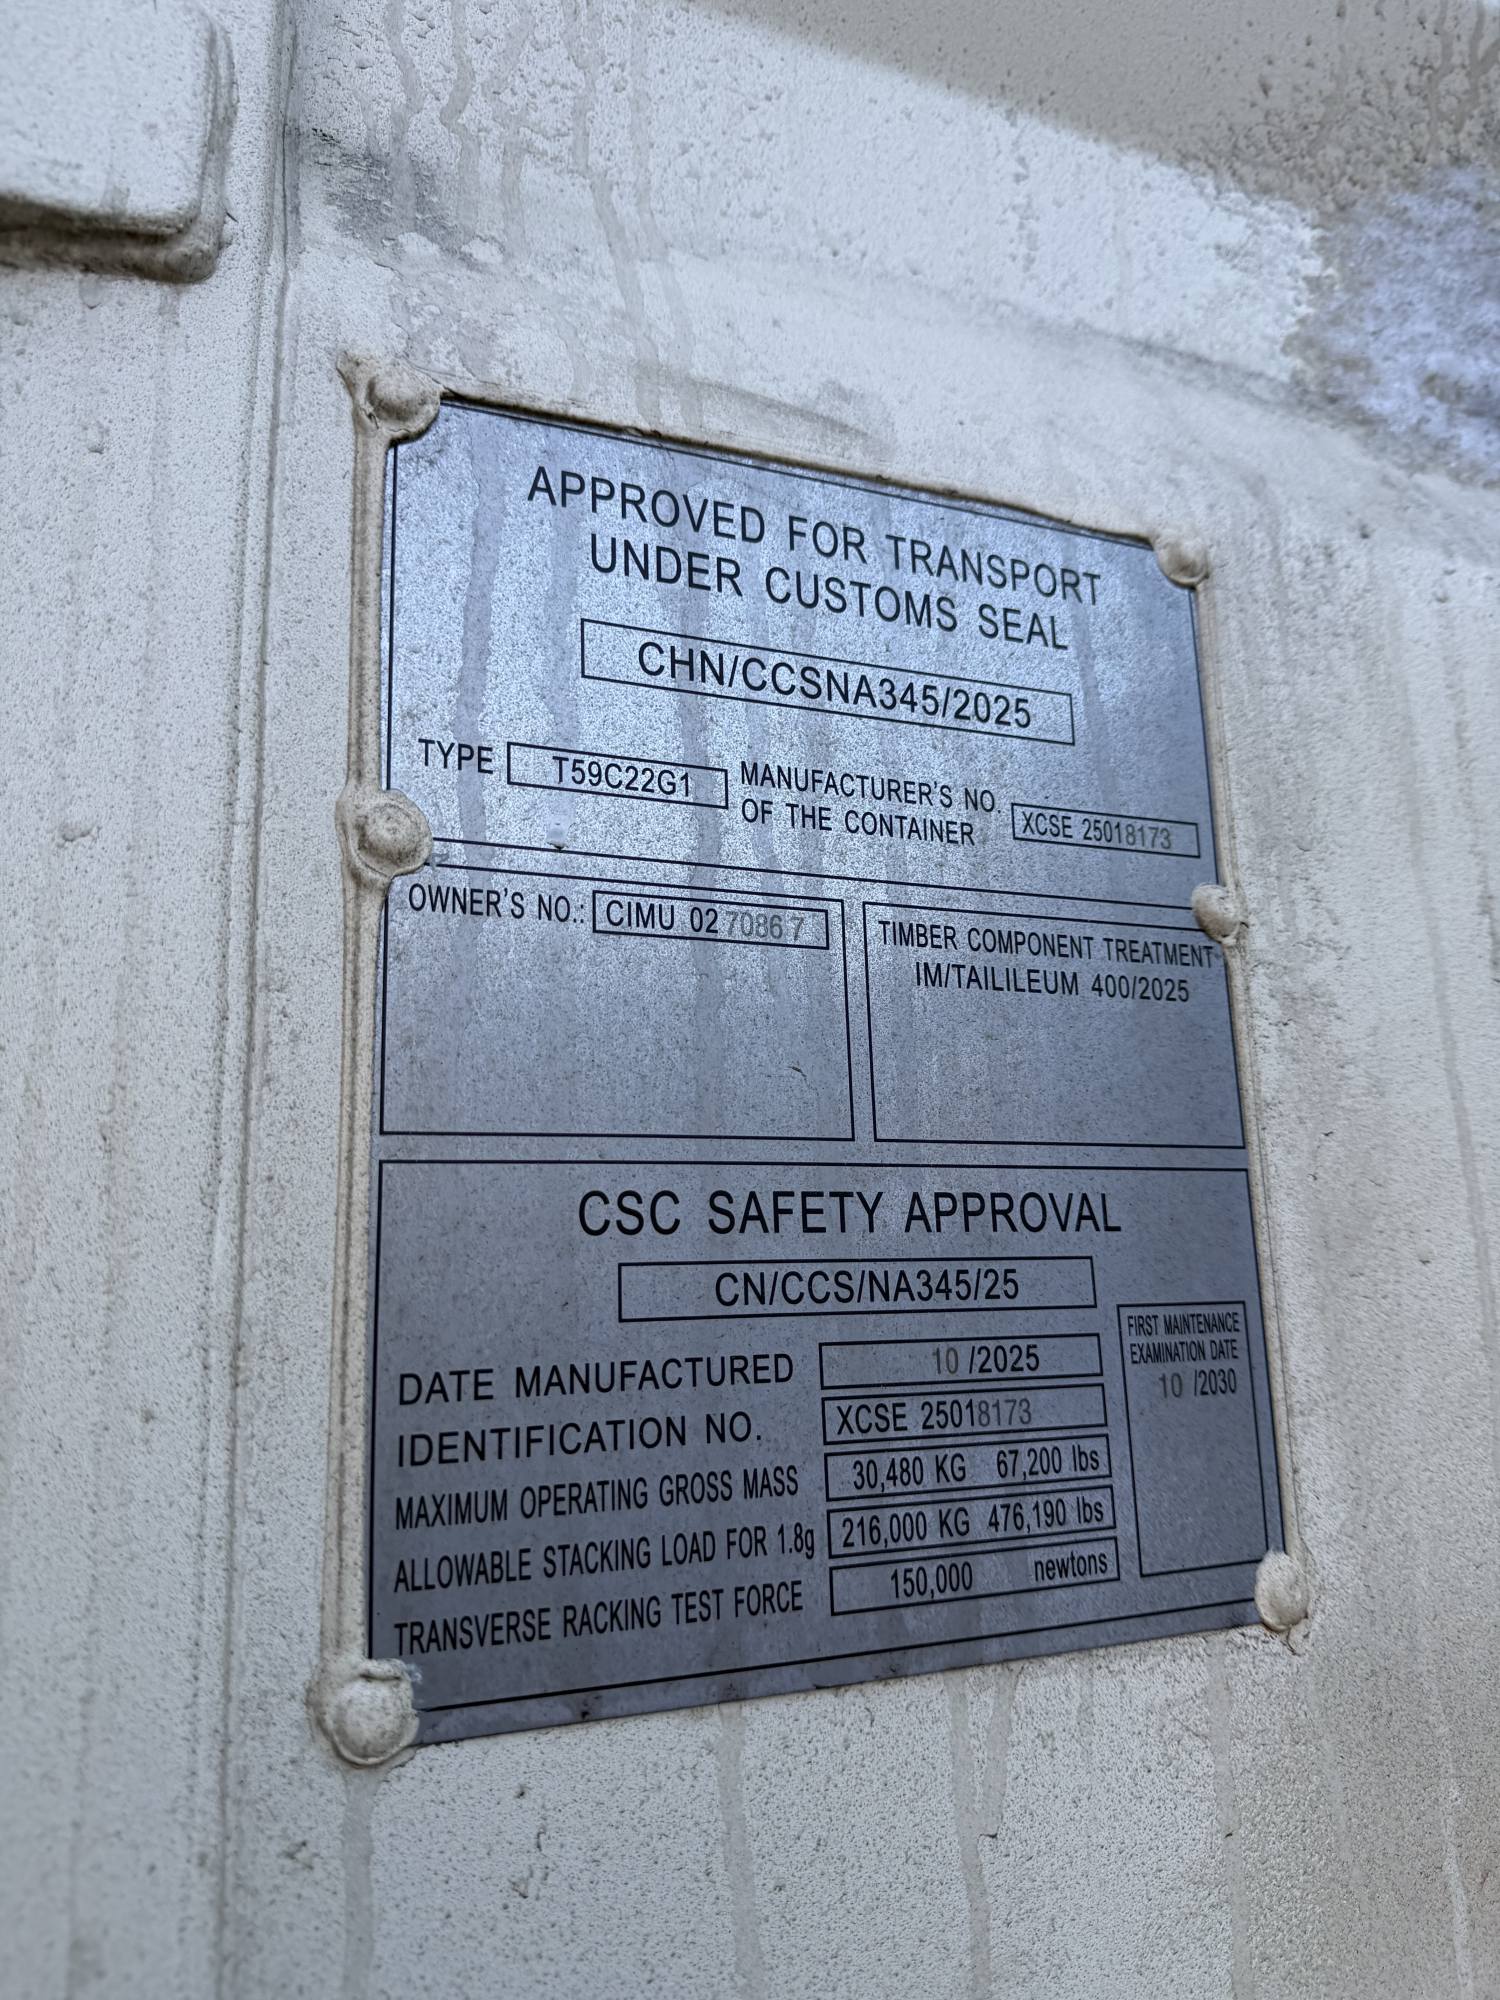 APPROVED FOR TRANSPORT
UNDER CUSTOMS SEAL
CHN/CCSNA345/2025
TYPE T59C22G1 MANUFACTURER'S NO. OF THE CONTAINER XCSE 25018173
OWNER'S NO.: CIMU 02 7086 7
TIMBER COMPONENT TREATMENT
IM/TAILILEUM 400/2025
CSC SAFETY APPROVAL
CN/CCS/NA345/25
DATE MANUFACTURED 10 /2025
IDENTIFICATION NO. XCSE 25018173
MAXIMUM OPERATING GROSS MASS 30,480 KG 67,200 lbs
ALLOWABLE STACKING LOAD FOR 1.8g 216,000 KG 476,190 lbs
TRANSVERSE RACKING TEST FORCE 150,000 newtons
FIRST MAINTENANCE
EXAMINATION DATE
10 /2030